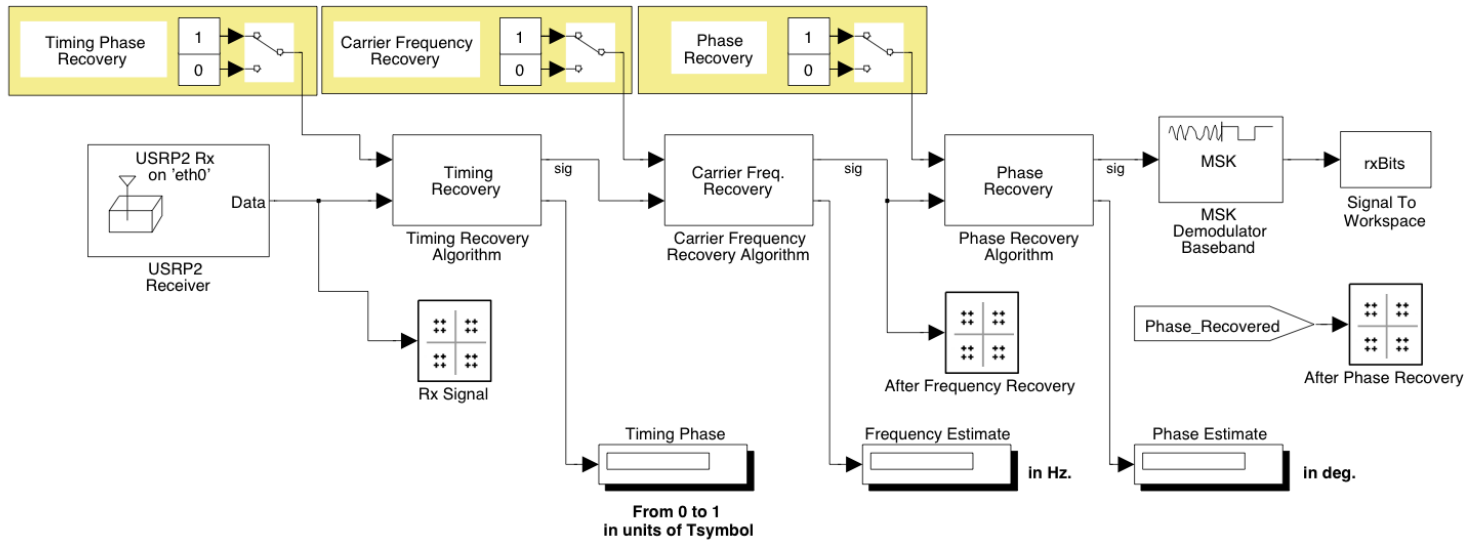 Timing Phase
Recovery
1
0
Carrier Frequency
Recovery
1
0
Phase
Recovery
1
0
USRP2 Rx
on 'eth0'
Data
USRP2
Receiver
Timing
Recovery
sig
Timing Recovery
Algorithm
Carrier Freq.
Recovery
sig
Carrier Frequency
Recovery Algorithm
Phase
Recovery
sig
Phase Recovery
Algorithm
MSK
MSK
Demodulator
Baseband
rxBits
Signal To
Workspace
Rx Signal
After Frequency Recovery
Phase_Recovered
After Phase Recovery
Timing Phase
From 0 to 1
in units of Tsymbol
Frequency Estimate
in Hz.
Phase Estimate
in deg.